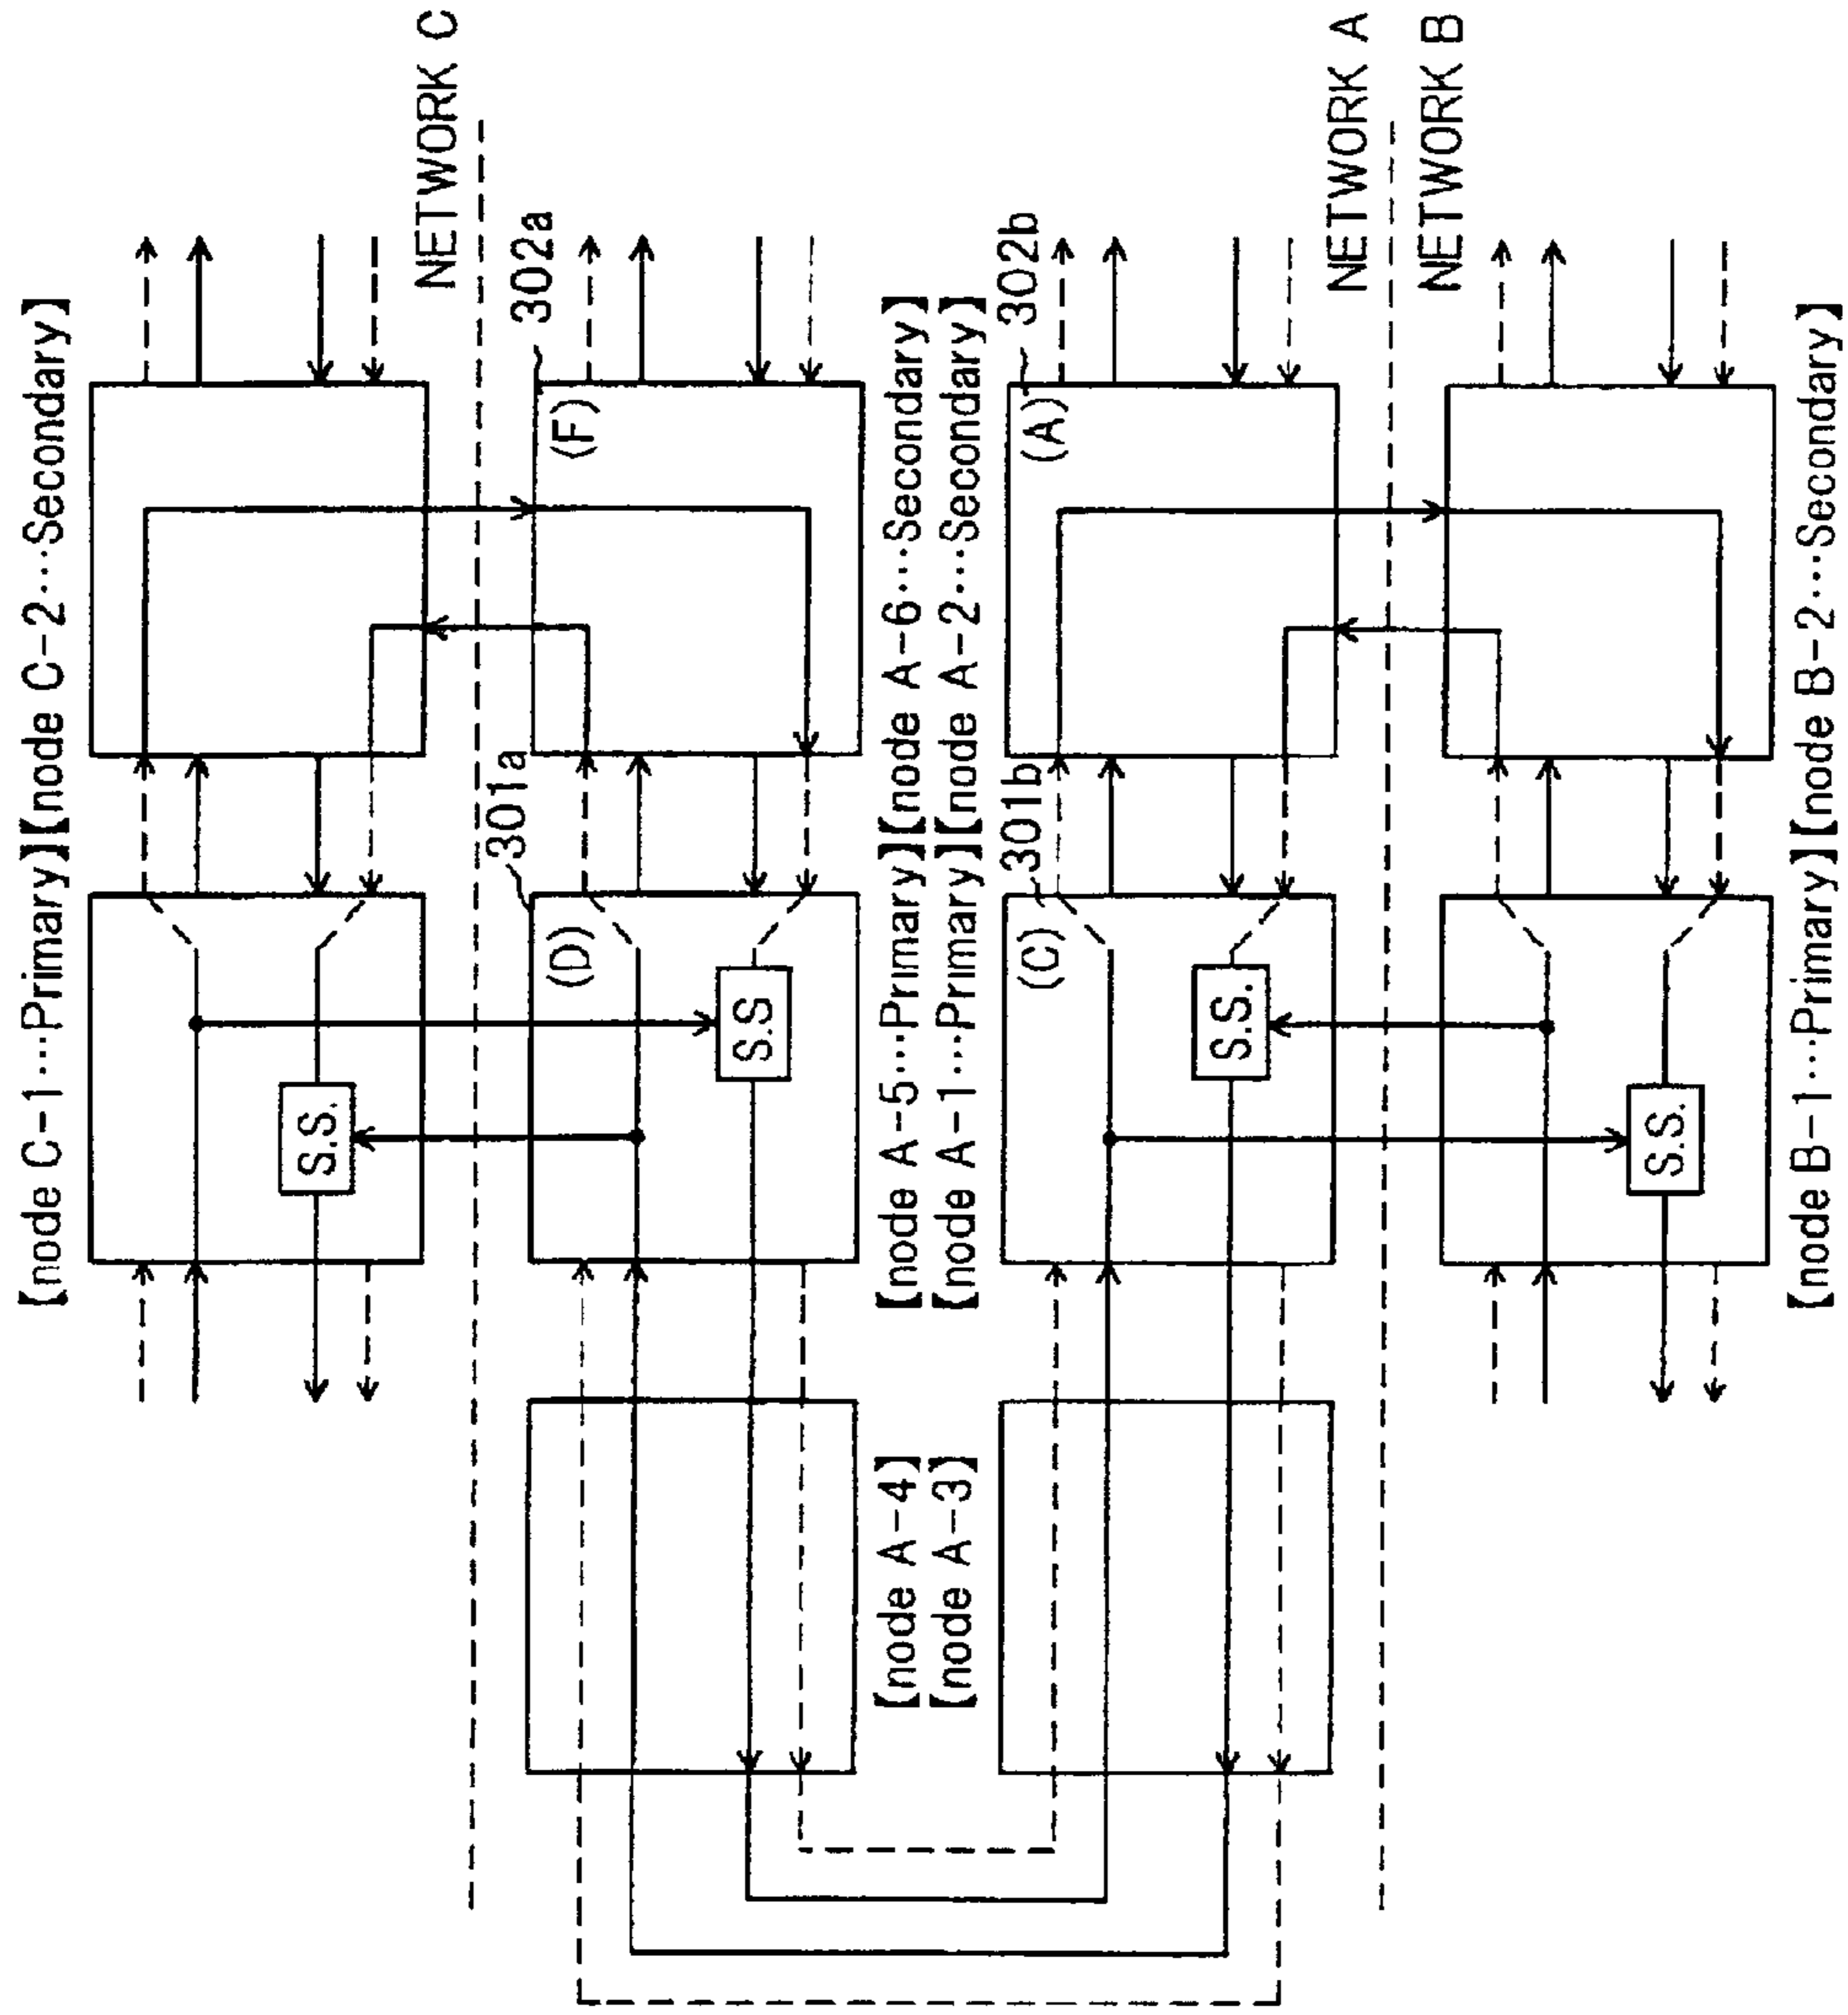 【node C-1…Primary】【node C-2…Secondary】
S.S.
NETWORK C
301a
302a
(D)
(F)
S.S
【node A-4】
【node A-5…Primary】【node A-6…Secondary】
【node A-3】
【node A-1…Primary】【node A-2…Secondary】
301b
302b
(C)
(A)
S.S.
NETWORK A
NETWORK B
S.S.
【node B-1…Primary】【node B-2…Secondary】